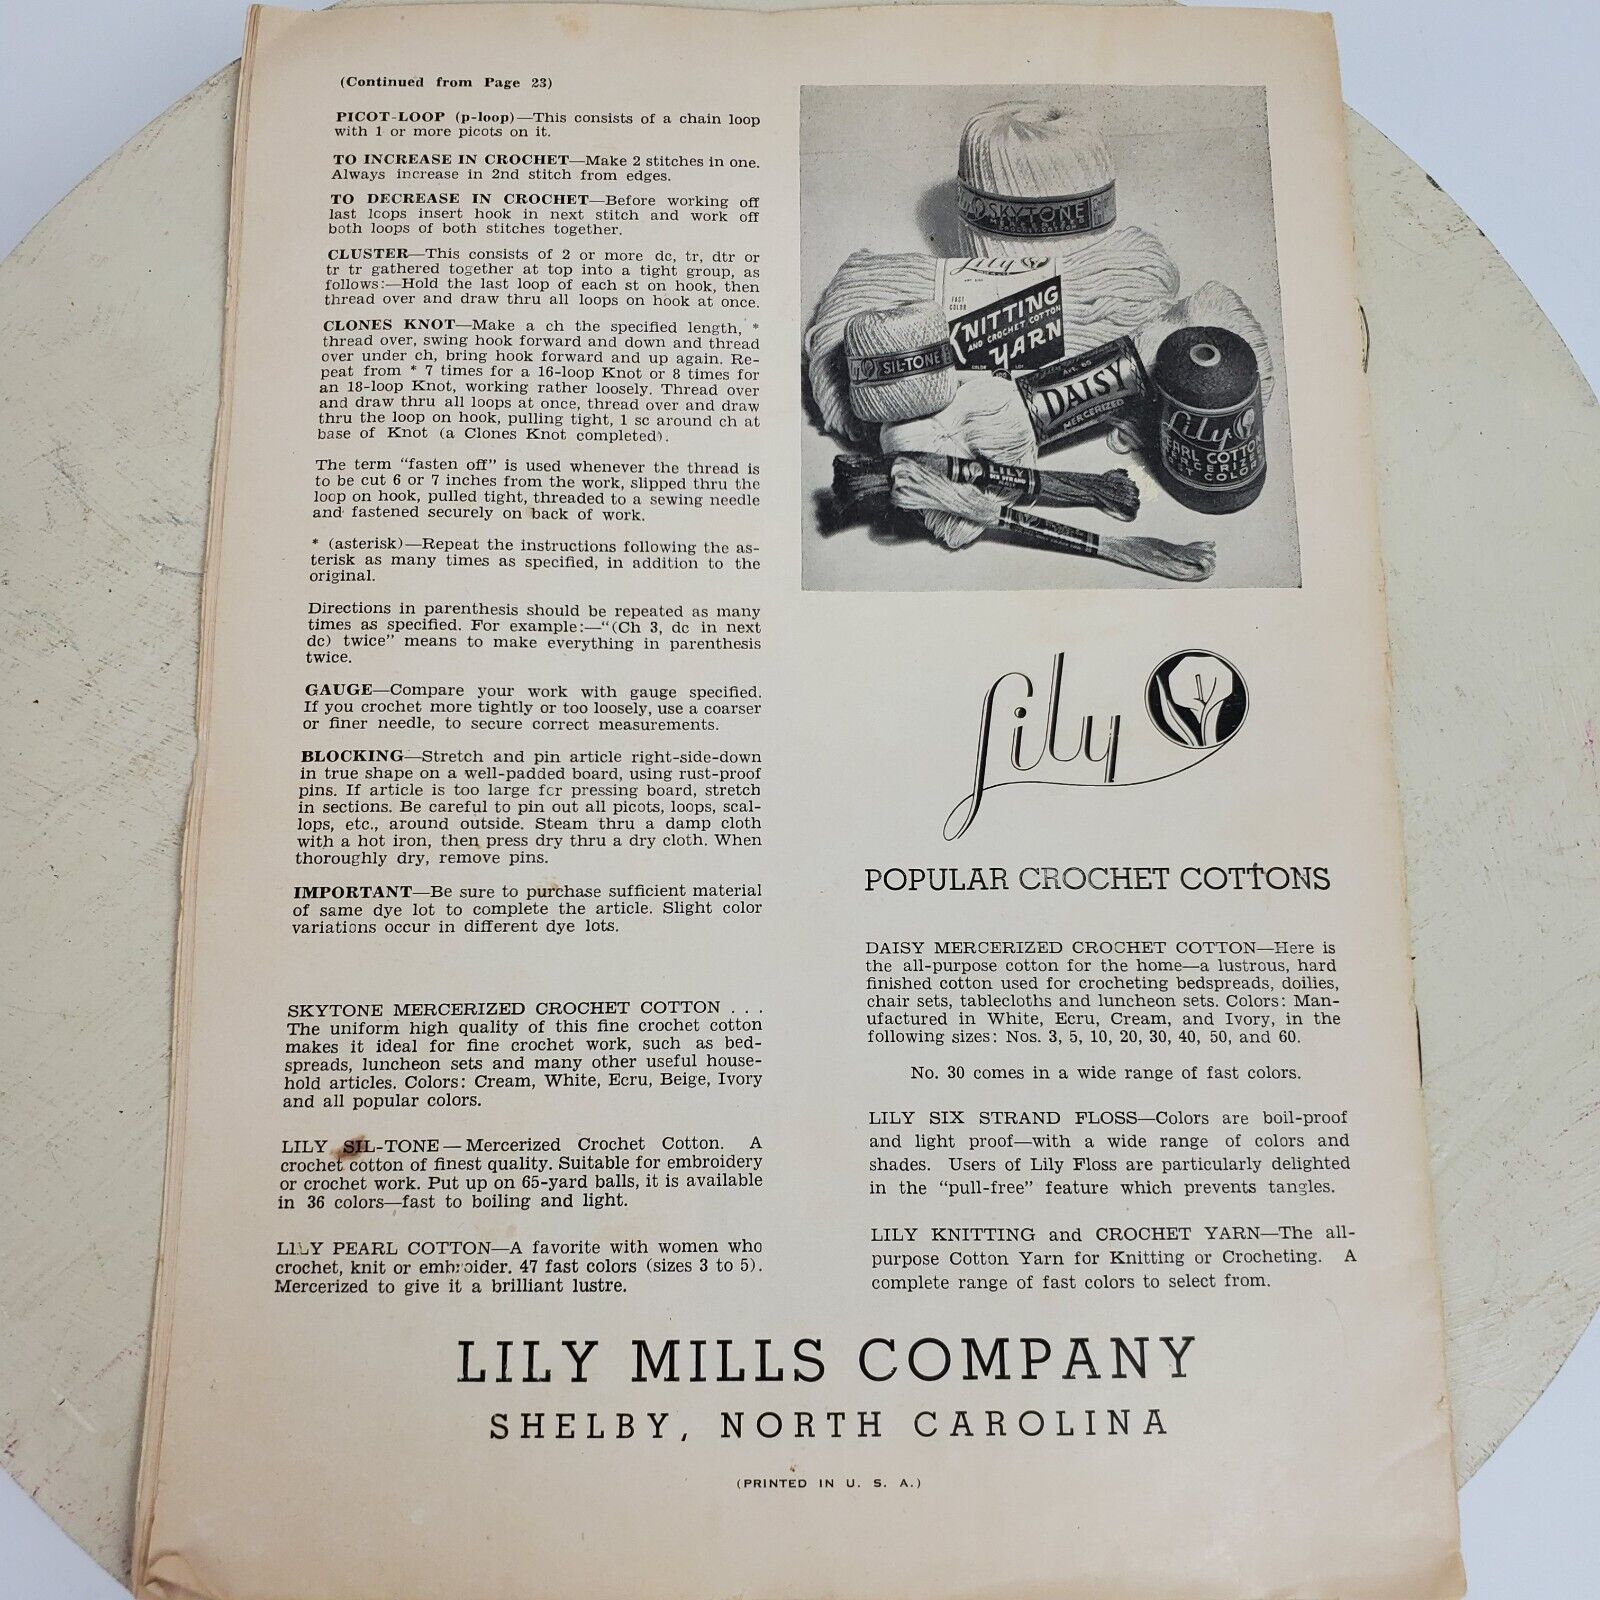 (Continued from Page 23)
PICOT-LOOP (p-loop)—This consists of a chain loop
with 1 or more picots on it.
TO INCREASE IN CROCHET—Make 2 stitches in one.
Always increase in 2nd stitch from edges.
TO DECREASE IN CROCHET—Before working off
last loops insert hook in next stitch and work off
both loops of both stitches together.
CLUSTER—This consists of 2 or more dc, tr, dtr or
tr tr gathered together at top into a tight group, as
follows:—Hold the last loop of each st on hook, then
thread over and draw thru all loops on hook at once.
CLONES KNOT—Make a ch the specified length, *
thread over, swing hook forward and down and thread
over under ch, bring hook forward and up again. Re-
peat from * 7 times for a 16-loop Knot or 8 times for
an 18-loop Knot, working rather loosely. Thread over
and draw thru all loops at once, thread over and draw
thru the loop on hook, pulling tight, 1 sc around ch at
base of Knot (a Clones Knot completed).
The term "fasten off" is used whenever the thread is
to be cut 6 or 7 inches from the work, slipped thru the
loop on hook, pulled tight, threaded to a sewing needle
and fastened securely on back of work.
* (asterisk)—Repeat the instructions following the as-
terisk as many times as specified, in addition to the
original.
Directions in parenthesis should be repeated as many
times as specified. For example:—"(Ch 3, dc in next
dc) twice" means to make everything in parenthesis
twice.
GAUGE—Compare your work with gauge specified.
If you crochet more tightly or too loosely, use a coarser
or finer needle, to secure correct measurements.
BLOCKING—Stretch and pin article right-side-down
in true shape on a well-padded board, using rust-proof
pins. If article is too large for pressing board, stretch
in sections. Be careful to pin out all picots, loops, scal-
lops, etc., around outside. Steam thru a damp cloth
with a hot iron, then press dry thru a dry cloth. When
thoroughly dry, remove pins.
IMPORTANT—Be sure to purchase sufficient material
of same dye lot to complete the article. Slight color
variations occur in different dye lots.
SKYTONE MERCERIZED CROCHET COTTON . . .
The uniform high quality of this fine crochet cotton
makes it ideal for fine crochet work, such as bed-
spreads, luncheon sets and many other useful house-
hold articles. Colors: Cream, White, Ecru, Beige, Ivory
and all popular colors.
LILY SIL-TONE—Mercerized Crochet Cotton. A
crochet cotton of finest quality. Suitable for embroidery
or crochet work. Put up on 65-yard balls, it is available
in 36 colors—fast to boiling and light.
LILY PEARL COTTON—A favorite with women who
crochet, knit or embroider. 47 fast colors (sizes 3 to 5).
Mercerized to give it a brilliant lustre.
SKYTONE
MERCERIZED
CROCHET COTTON
Lily
FAST
COLOR
KNITTING
AND CROCHET COTTON
YARN
COLOR LOT
SIL-TONE
ART. 65
DAISY
MERCERIZED
Lily
PEARL COTTON
MERCERIZED
COLORS
LILY
SIX STRAND
FLOSS
Lily
POPULAR CROCHET COTTONS
DAISY MERCERIZED CROCHET COTTON—Here is
the all-purpose cotton for the home—a lustrous, hard
finished cotton used for crocheting bedspreads, doilies,
chair sets, tablecloths and luncheon sets. Colors: Man-
ufactured in White, Ecru, Cream, and Ivory, in the
following sizes: Nos. 3, 5, 10, 20, 30, 40, 50, and 60.
No. 30 comes in a wide range of fast colors.
LILY SIX STRAND FLOSS—Colors are boil-proof
and light proof—with a wide range of colors and
shades. Users of Lily Floss are particularly delighted
in the "pull-free" feature which prevents tangles.
LILY KNITTING and CROCHET YARN—The all-
purpose Cotton Yarn for Knitting or Crocheting. A
complete range of fast colors to select from.
LILY MILLS COMPANY
SHELBY, NORTH CAROLINA
(PRINTED IN U. S. A.)